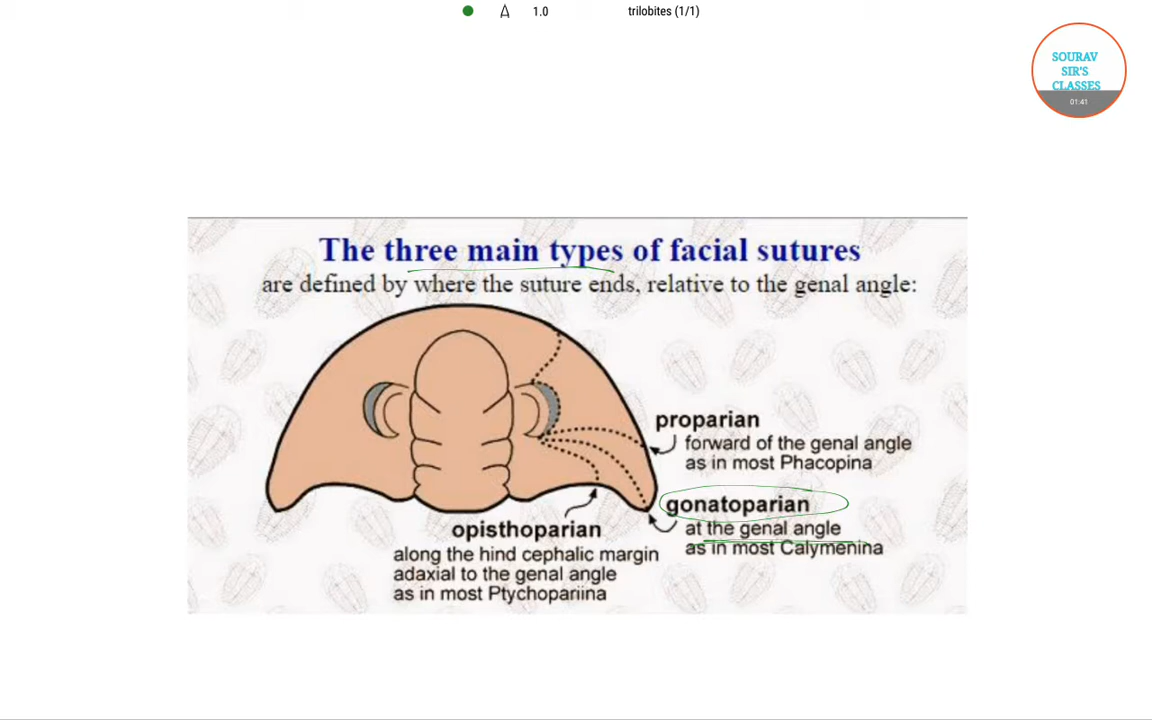 1.0
trilobites (1/1)
SOURAV
SIR'S
CLASSES
01:41
The three main types of facial sutures
are defined by where the suture ends, relative to the genal angle:
proparian
forward of the genal angle
as in most Phacopina
gonatoparian
at the genal angle
as in most Calymenina
opisthoparian
along the hind cephalic margin
adaxial to the genal angle
as in most Ptychopariina